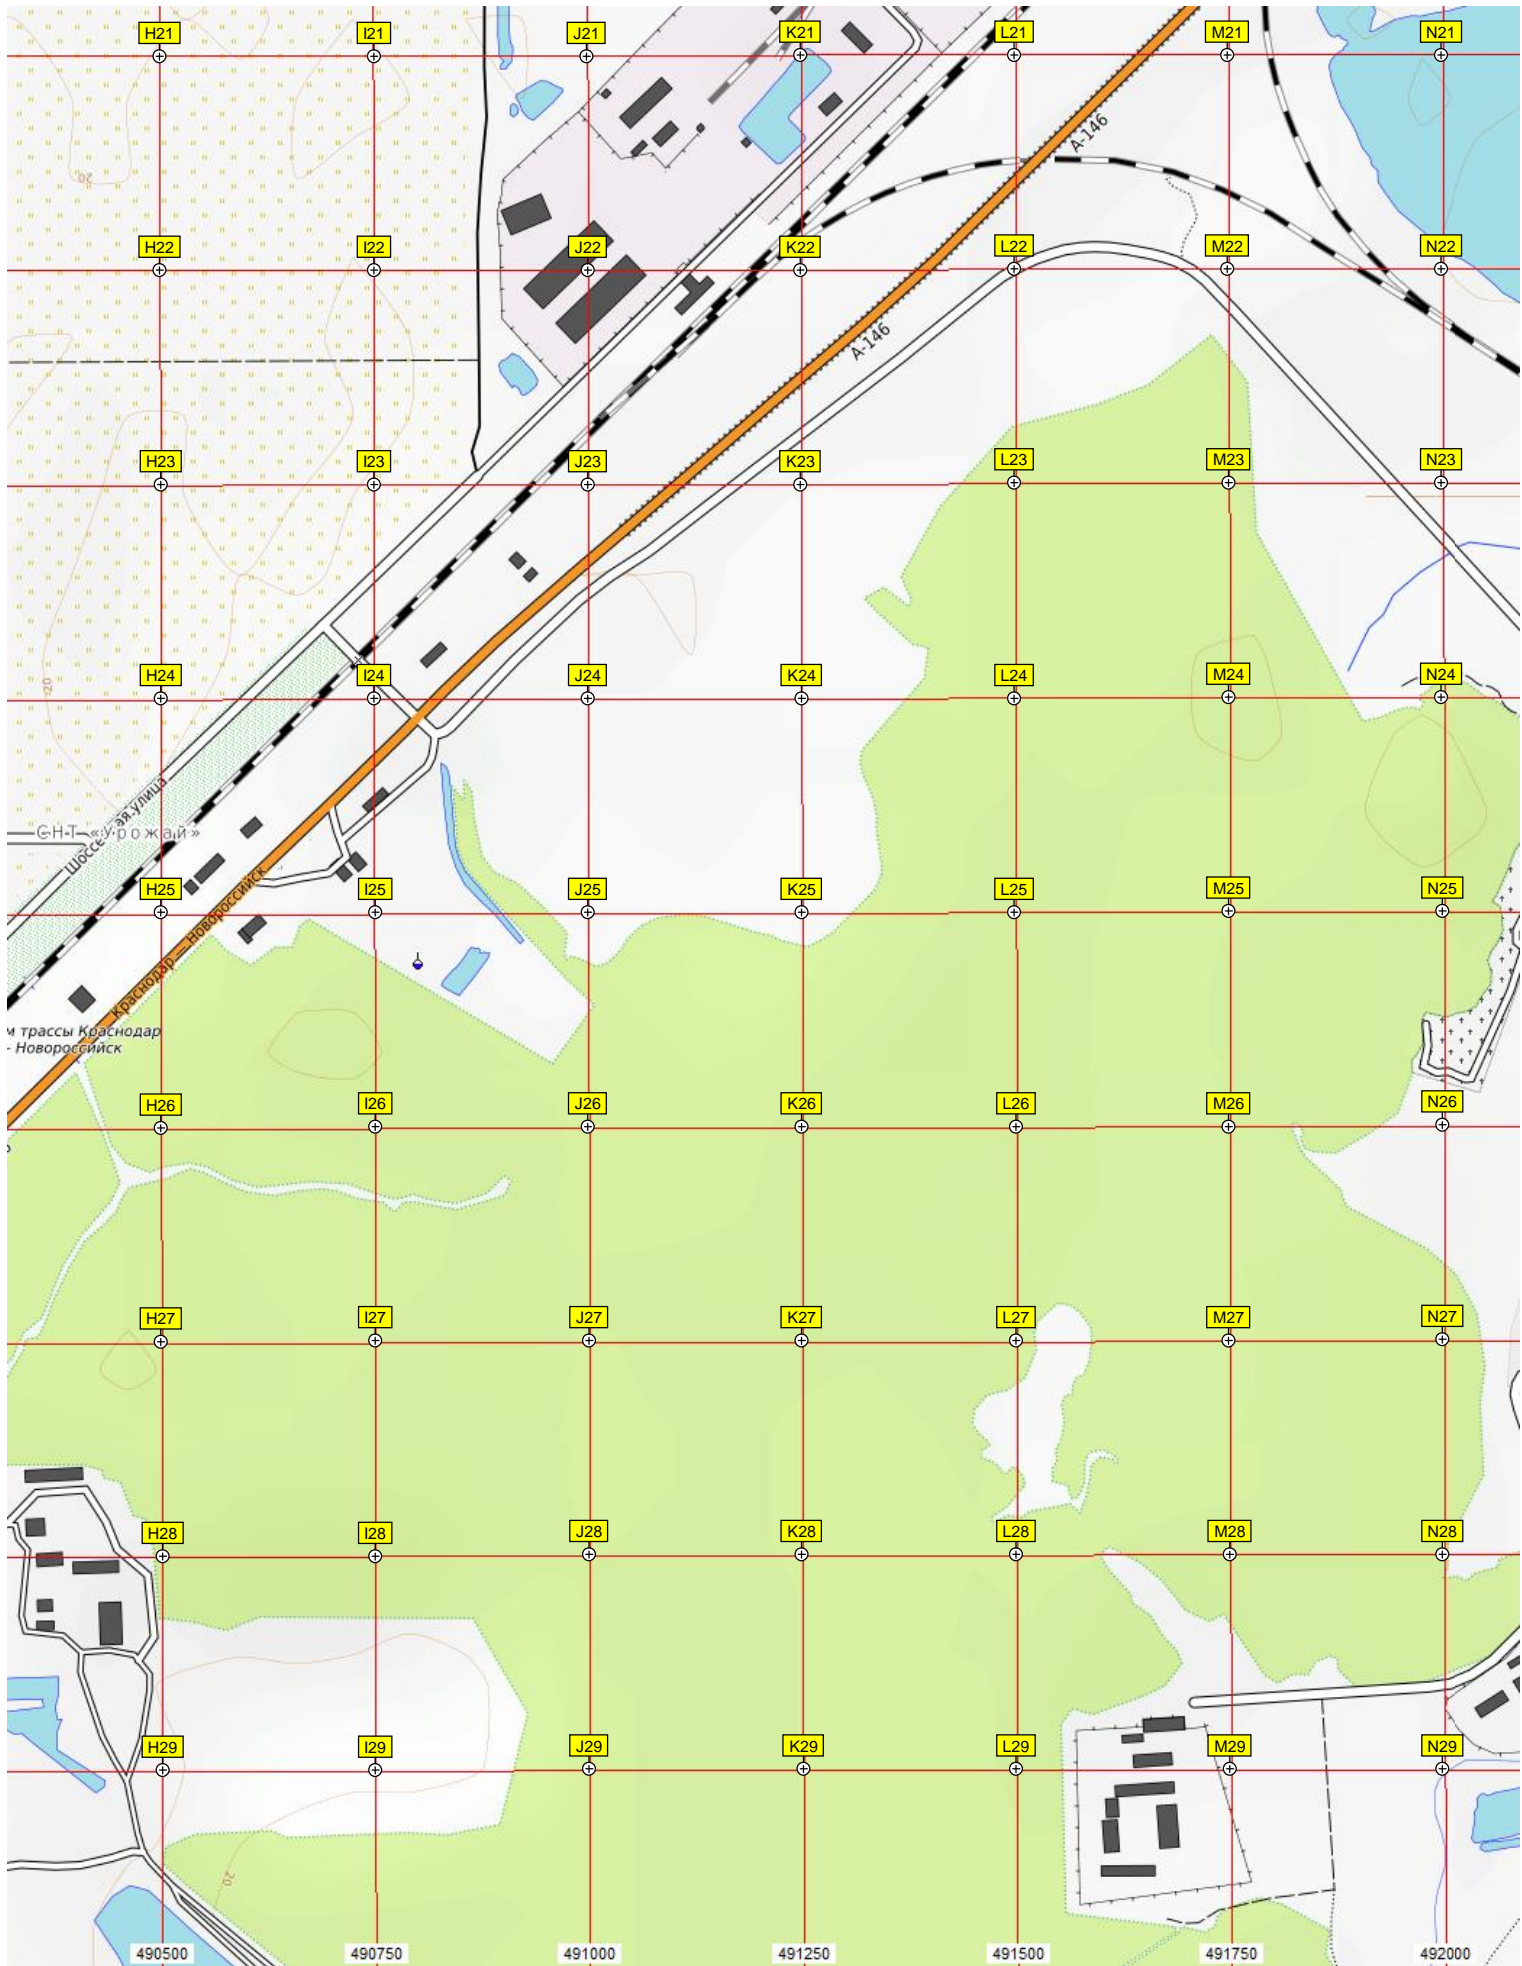 H21 I21 J21 K21 L21 M21 N21
А-146
20
H22 I22 J22 K22 L22 M22 N22
А-146
H23 I23 J23 K23 L23 M23 N23
H24 I24 J24 K24 L24 M24 N24
20
СНТ «Урожай»
Краснодар — Новороссийск
H25 I25 J25 K25 L25 M25 N25
м трассы Краснодар
- Новороссийск
H26 I26 J26 K26 L26 M26 N26
H27 I27 J27 K27 L27 M27 N27
H28 I28 J28 K28 L28 M28 N28
H29 I29 J29 K29 L29 M29 N29
20
490500 490750 491000 491250 491500 491750 492000